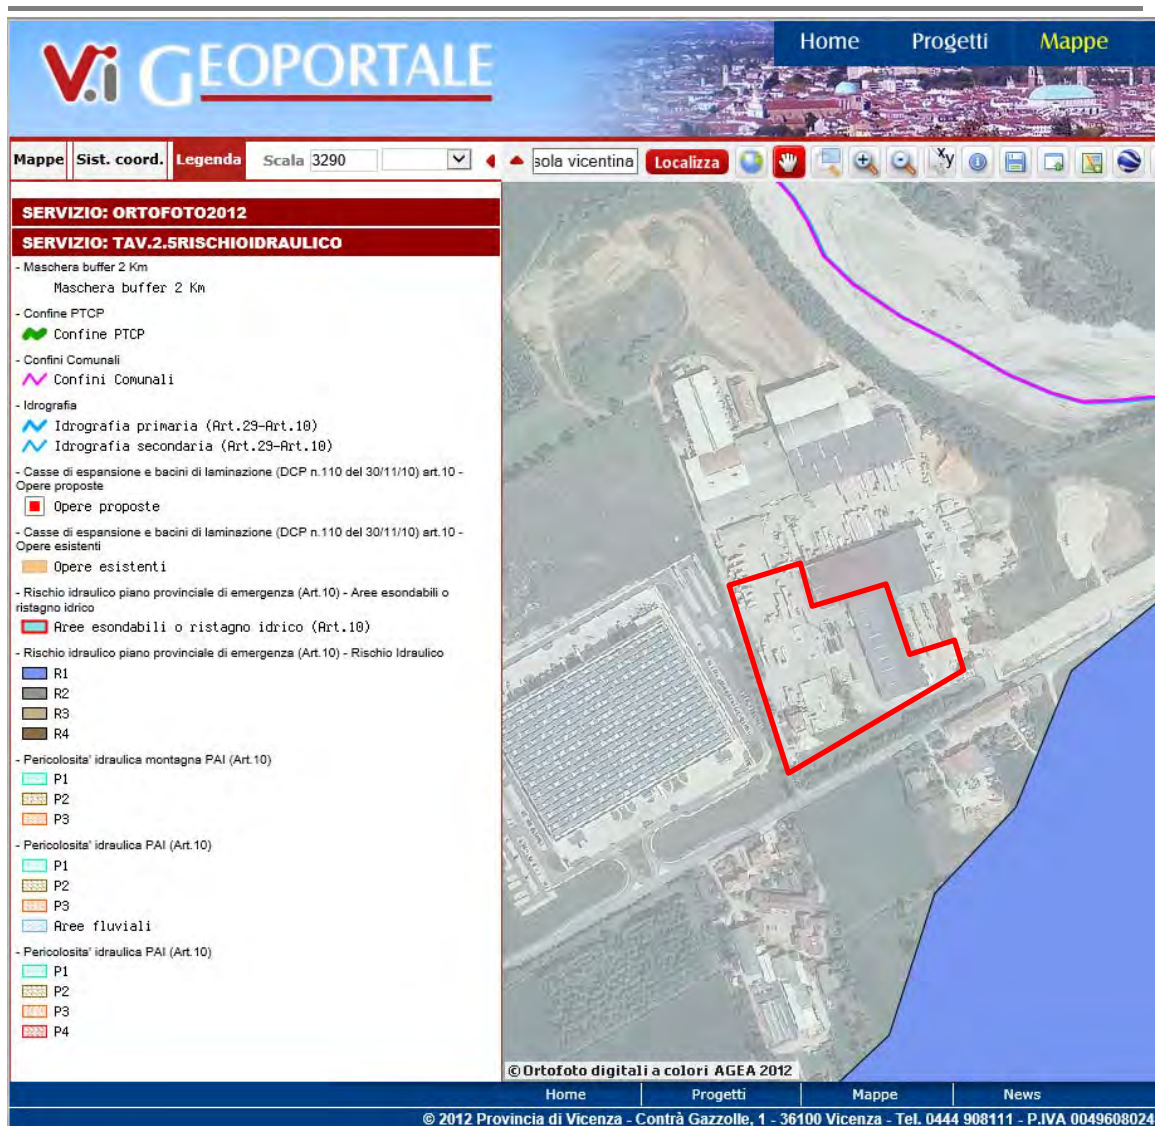 Home Progetti Mappe
V.i GEOPORTALE
Mappe Sist. coord. Legenda Scala 3290 sola vicentina Localizza
SERVIZIO: ORTOFOTO2012
SERVIZIO: TAV.2.5RISCHIOIDRAULICO
- Maschera buffer 2 Km
Maschera buffer 2 Km
- Confine PTCP
Confine PTCP
- Confini Comunali
Confini Comunali
- Idrografia
Idrografia primaria (Art.29-Art.10)
Idrografia secondaria (Art.29-Art.10)
- Casse di espansione e bacini di laminazione (DCP n.110 del 30/11/10) art.10 -
Opere proposte
Opere proposte
- Casse di espansione e bacini di laminazione (DCP n.110 del 30/11/10) art.10 -
Opere esistenti
Opere esistenti
- Rischio idraulico piano provinciale di emergenza (Art.10) - Aree esondabili o
ristagno idrico
Aree esondabili o ristagno idrico (Art.10)
- Rischio idraulico piano provinciale di emergenza (Art.10) - Rischio Idraulico
R1
R2
R3
R4
- Pericolosita' idraulica montagna PAI (Art.10)
P1
P2
P3
- Pericolosita' idraulica PAI (Art.10)
P1
P2
P3
Aree fluviali
- Pericolosita' idraulica PAI (Art.10)
P1
P2
P3
P4
© Ortofoto digitali a colori AGEA 2012
Home Progetti Mappe News
© 2012 Provincia di Vicenza - Contrà Gazzolle, 1 - 36100 Vicenza - Tel. 0444 908111 - P.IVA 0049608024